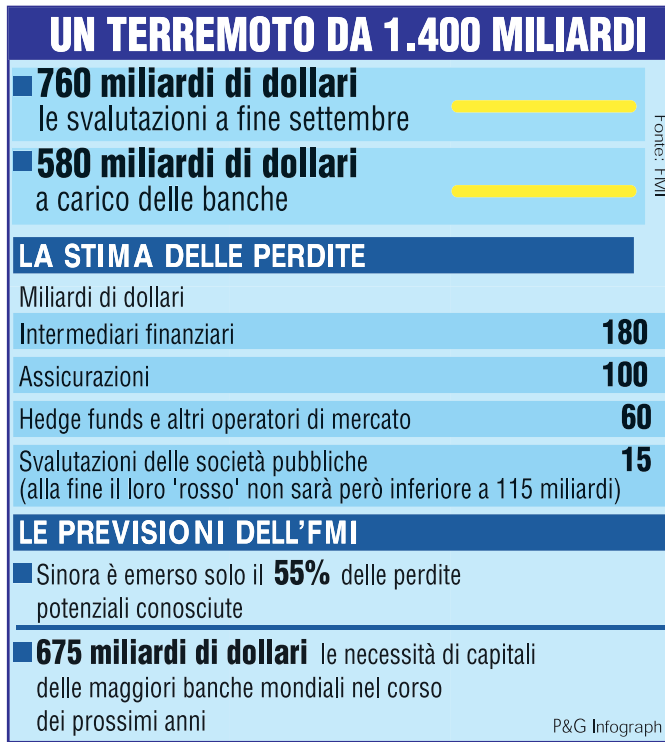 UN TERREMOTO DA 1.400 MILIARDI
760 miliardi di dollari
le svalutazioni a fine settembre
580 miliardi di dollari
a carico delle banche
Fonte: FMI
LA STIMA DELLE PERDITE
Miliardi di dollari
Intermediari finanziari 180
Assicurazioni 100
Hedge funds e altri operatori di mercato 60
Svalutazioni delle società pubbliche 15
(alla fine il loro 'rosso' non sarà però inferiore a 115 miliardi)
LE PREVISIONI DELL'FMI
Sinora è emerso solo il 55% delle perdite
potenziali conosciute
675 miliardi di dollari le necessità di capitali
delle maggiori banche mondiali nel corso
dei prossimi anni
P&G Infograph